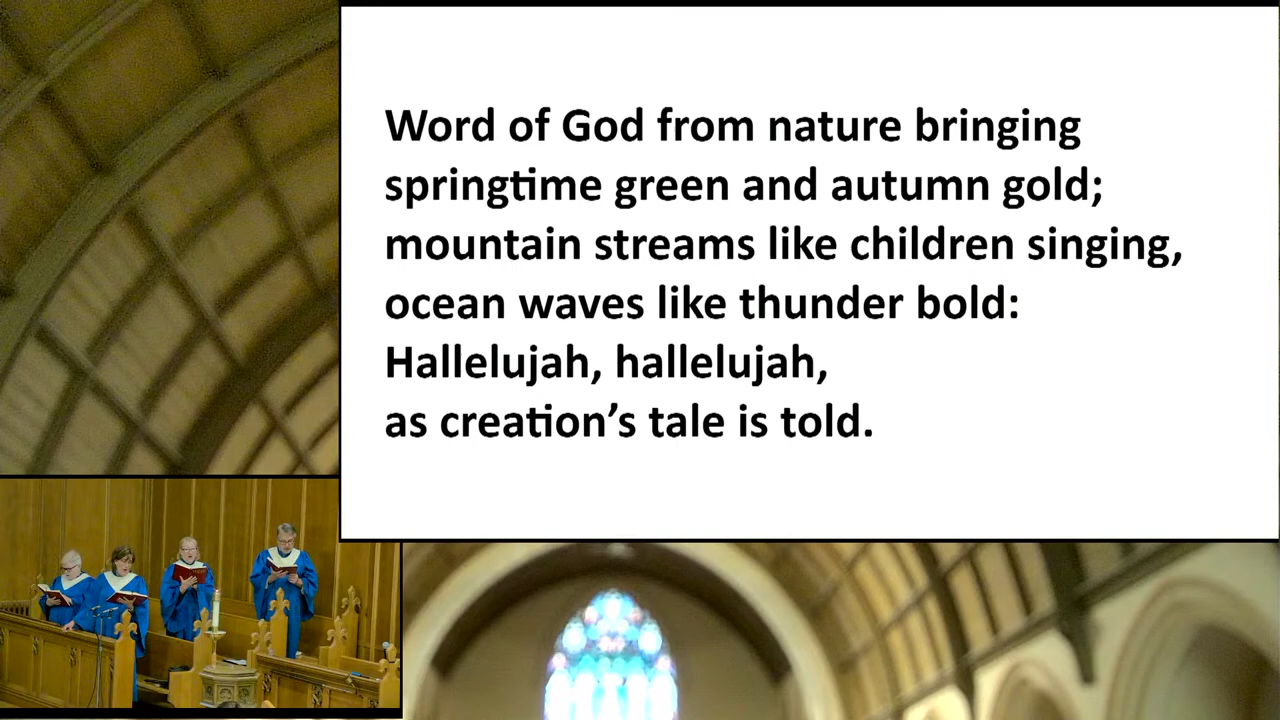 Word of God from nature bringing
springtime green and autumn gold;
mountain streams like children singing,
ocean waves like thunder bold:
Hallelujah, hallelujah,
as creation’s tale is told.